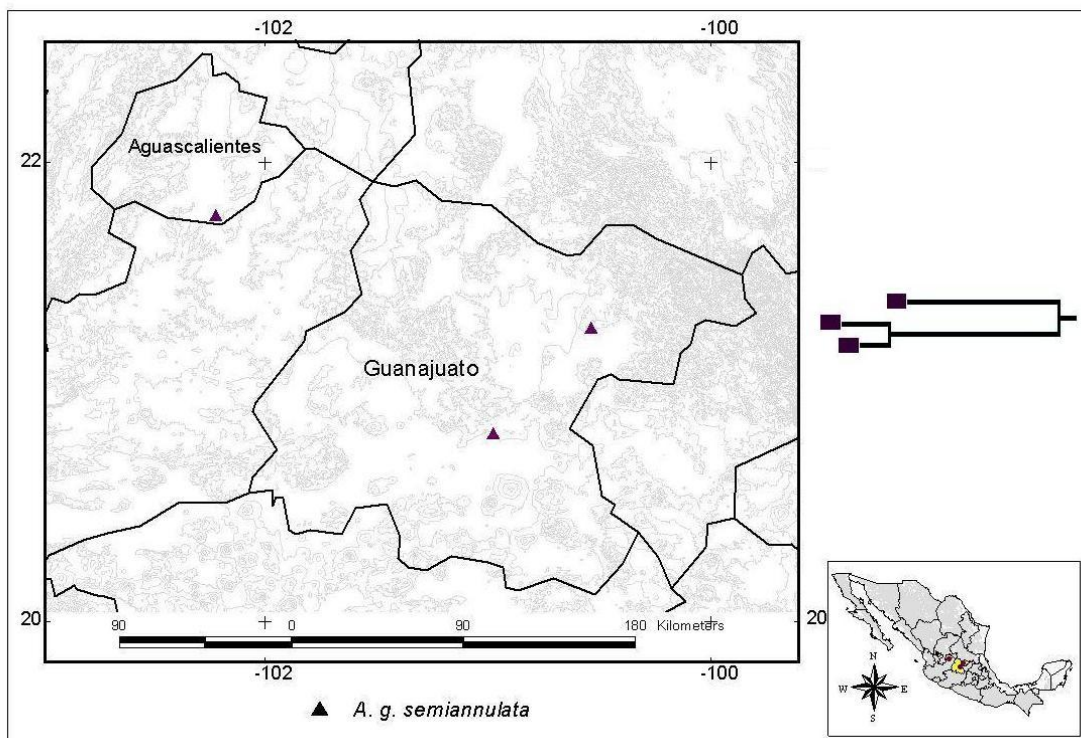 -102 -100
22
Aguascalientes
Guanajuato
20 20
90 0 90 180 Kilometers
-102 -100
A. g. semiannulata
N
W E
S